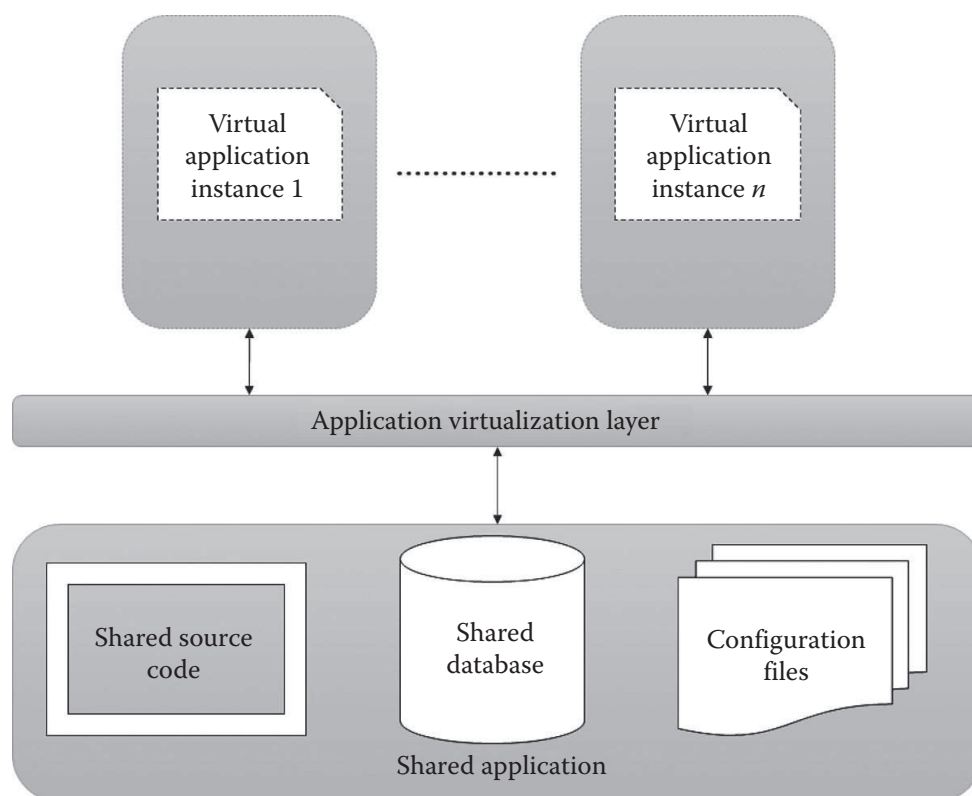 Virtual
application
instance 1
Virtual
application
instance n
Application virtualization layer
Shared source
code
Shared
database
Configuration
files
Shared application